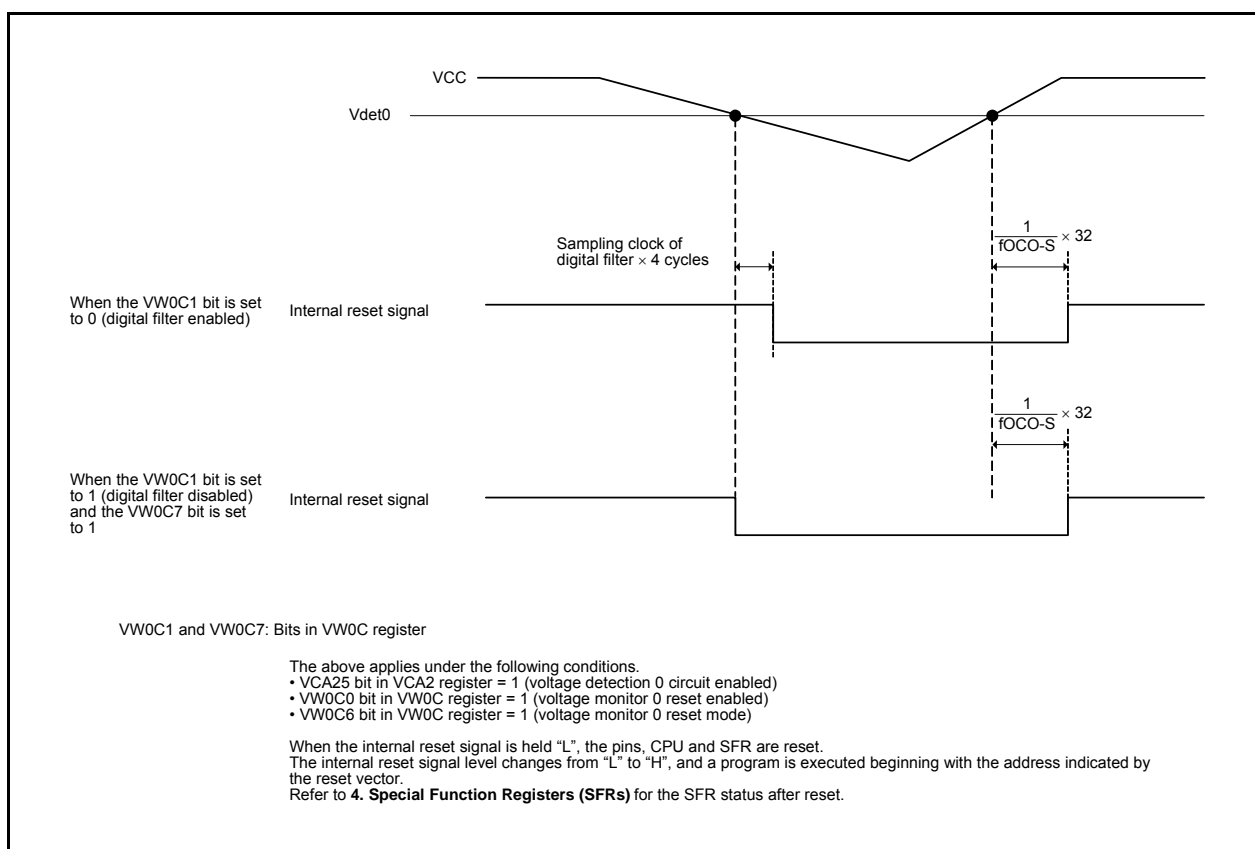 VCC
Vdet0
Sampling clock of
digital filter × 4 cycles
1
fOCO-S
× 32
When the VW0C1 bit is set
to 0 (digital filter enabled)
Internal reset signal
1
fOCO-S
× 32
When the VW0C1 bit is set
to 1 (digital filter disabled)
and the VW0C7 bit is set
to 1
Internal reset signal
VW0C1 and VW0C7: Bits in VW0C register
The above applies under the following conditions.
• VCA25 bit in VCA2 register = 1 (voltage detection 0 circuit enabled)
• VW0C0 bit in VW0C register = 1 (voltage monitor 0 reset enabled)
• VW0C6 bit in VW0C register = 1 (voltage monitor 0 reset mode)
When the internal reset signal is held “L”, the pins, CPU and SFR are reset.
The internal reset signal level changes from “L” to “H”, and a program is executed beginning with the address indicated by
the reset vector.
Refer to 4. Special Function Registers (SFRs) for the SFR status after reset.